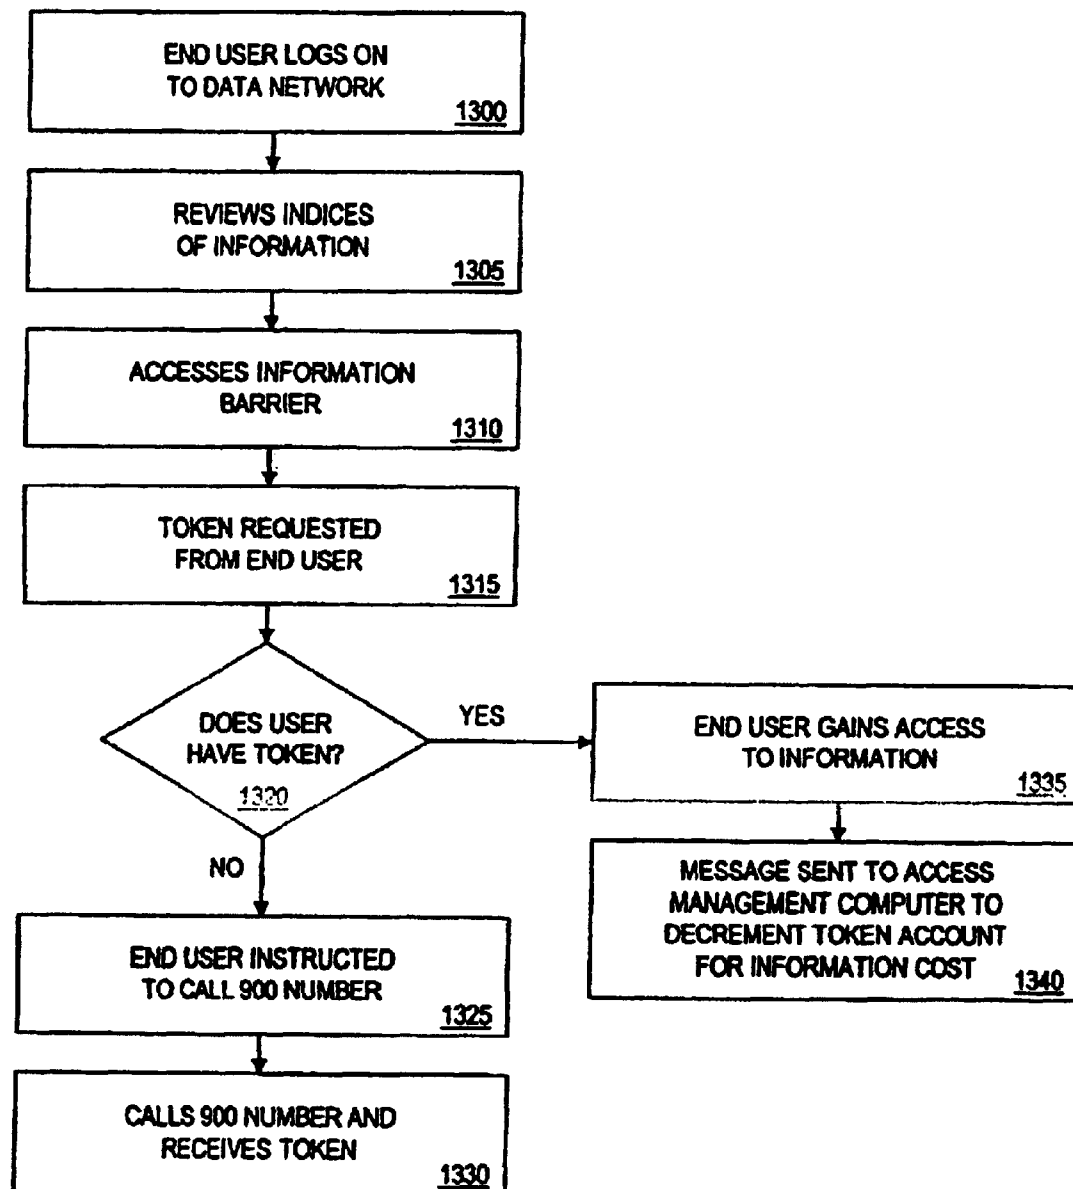 END USER LOGS ON
TO DATA NETWORK
1300
REVIEWS INDICES
OF INFORMATION
1305
ACCESSES INFORMATION
BARRIER
1310
TOKEN REQUESTED
FROM END USER
1315
DOES USER
HAVE TOKEN?
1320
YES
END USER GAINS ACCESS
TO INFORMATION
1335
MESSAGE SENT TO ACCESS
MANAGEMENT COMPUTER TO
DECREMENT TOKEN ACCOUNT
FOR INFORMATION COST
1340
NO
END USER INSTRUCTED
TO CALL 900 NUMBER
1325
CALLS 900 NUMBER AND
RECEIVES TOKEN
1330